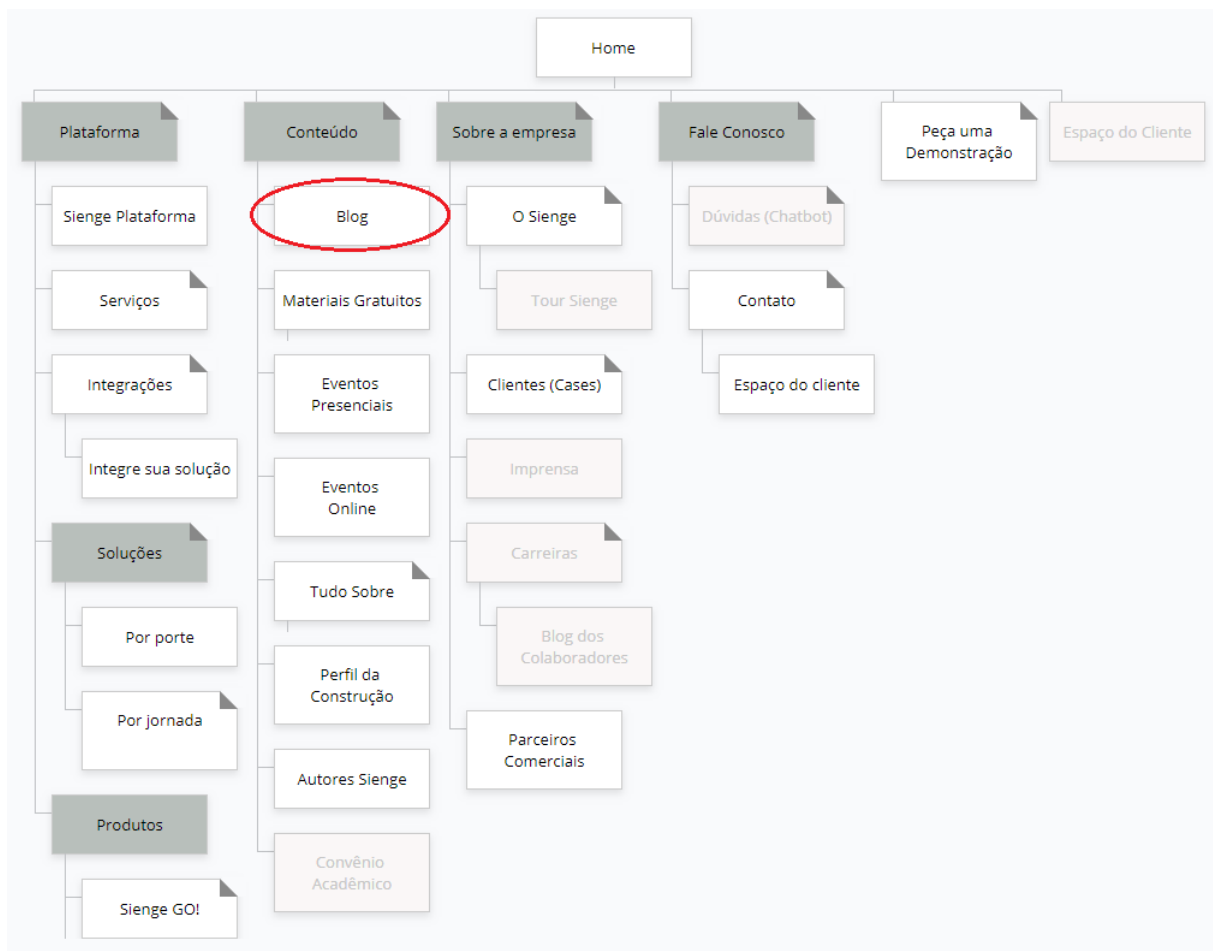 Home
Plataforma
Conteúdo
Sobre a empresa
Fale Conosco
Peça uma
Demonstração
Espaço do Cliente
Sienge Plataforma
Serviços
Integrações
Integre sua solução
Soluções
Por porte
Por jornada
Produtos
Sienge GO!
Blog
Materiais Gratuitos
Eventos
Presenciais
Eventos
Online
Tudo Sobre
Perfil da
Construção
Autores Sienge
Convênio
Acadêmico
O Sienge
Tour Sienge
Clientes (Cases)
Imprensa
Carreiras
Blog dos
Colaboradores
Parceiros
Comerciais
Dúvidas (Chatbot)
Contato
Espaço do cliente